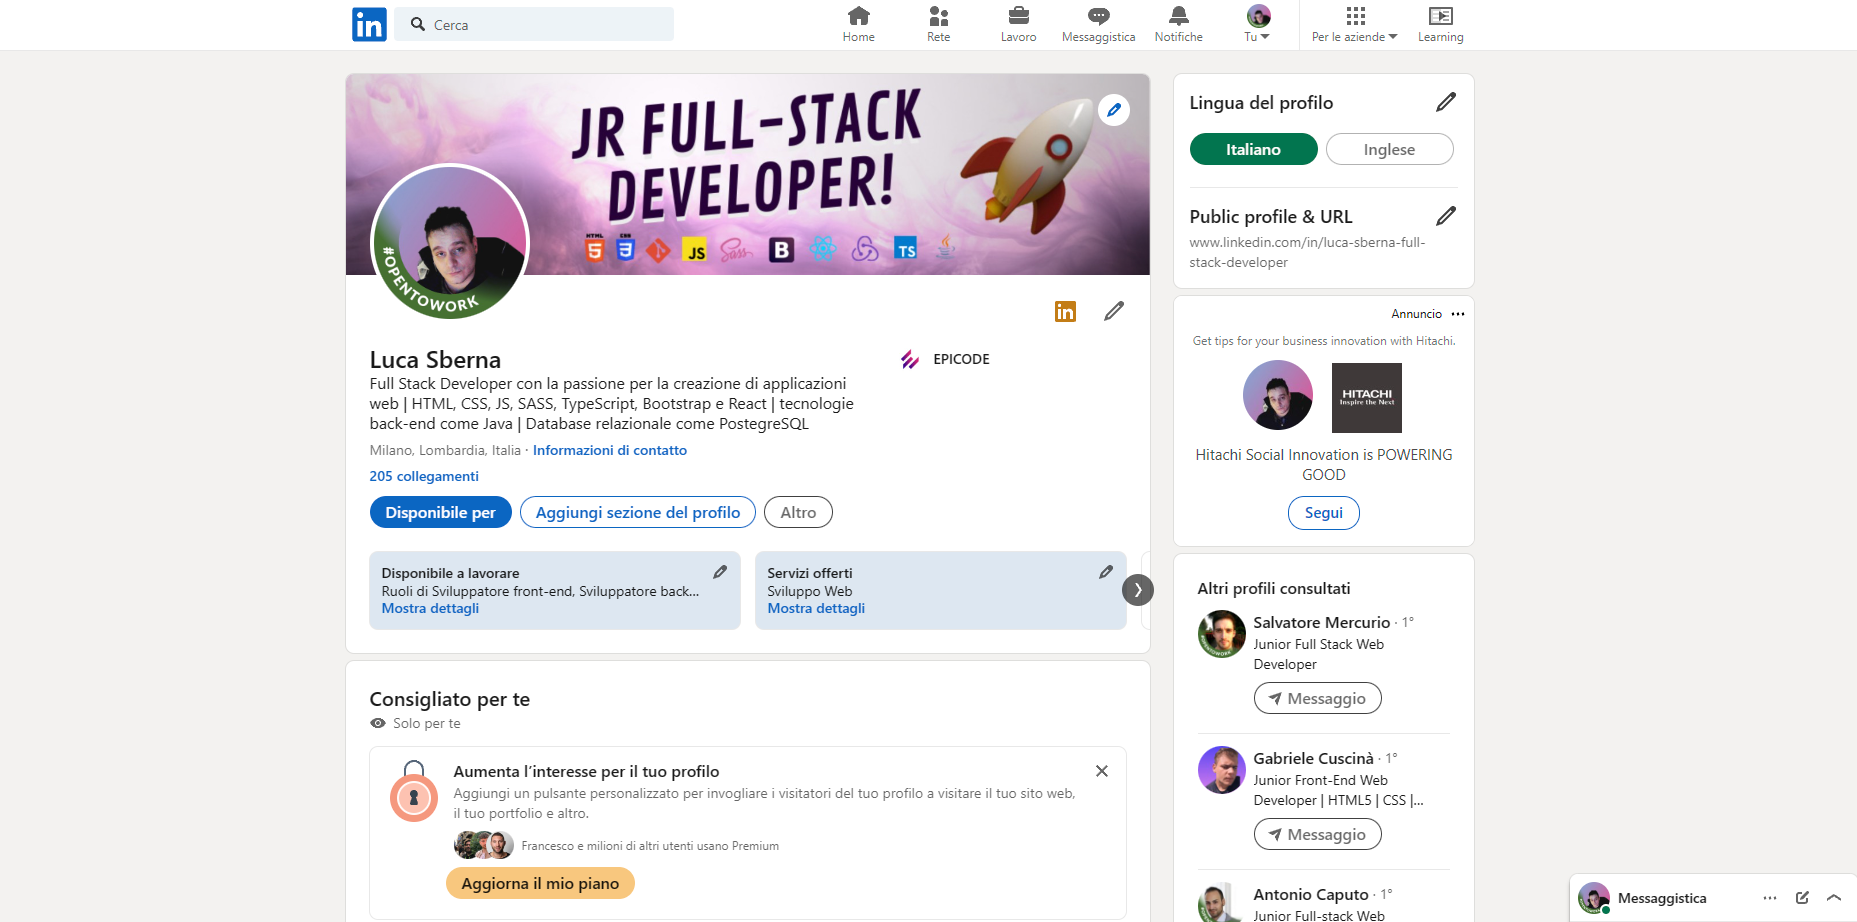 in
Cerca
Home
Rete
Lavoro
Messaggistica
Notifiche
Tu
Per le aziende
Learning
JR FULL-STACK
DEVELOPER!
HTML
5
CSS
3
JS
Sass
B
TS
#OPENTOWORK
in
Luca Sberna
EPICODE
Full Stack Developer con la passione per la creazione di applicazioni
web | HTML, CSS, JS, SASS, TypeScript, Bootstrap e React | tecnologie
back-end come Java | Database relazionale come PostegreSQL
Milano, Lombardia, Italia · Informazioni di contatto
205 collegamenti
Disponibile per
Aggiungi sezione del profilo
Altro
Disponibile a lavorare
Ruoli di Sviluppatore front-end, Sviluppatore back...
Mostra dettagli
Servizi offerti
Sviluppo Web
Mostra dettagli
Consigliato per te
Solo per te
Aumenta l'interesse per il tuo profilo
Aggiungi un pulsante personalizzato per invogliare i visitatori del tuo profilo a visitare il tuo sito web,
il tuo portfolio e altro.
Francesco e milioni di altri utenti usano Premium
Aggiorna il mio piano
Lingua del profilo
Italiano
Inglese
Public profile & URL
www.linkedin.com/in/luca-sberna-full-
stack-developer
Annuncio
Get tips for your business innovation with Hitachi.
HITACHI
Inspire the Next
Hitachi Social Innovation is POWERING
GOOD
Segui
Altri profili consultati
Salvatore Mercurio · 1°
Junior Full Stack Web
Developer
Messaggio
Gabriele Cuscinà · 1°
Junior Front-End Web
Developer | HTML5 | CSS |...
Messaggio
Antonio Caputo · 1°
Junior Full-stack Web
Messaggistica